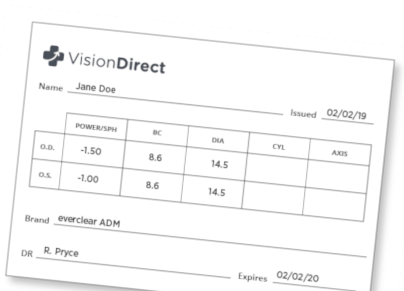 VisionDirect
Name Jane Doe Issued 02/02/19
POWER/SPH BC DIA CYL AXIS
O.D. -1.50 8.6 14.5
O.S. -1.00 8.6 14.5
Brand everclear ADM
DR R. Pryce Expires 02/02/20